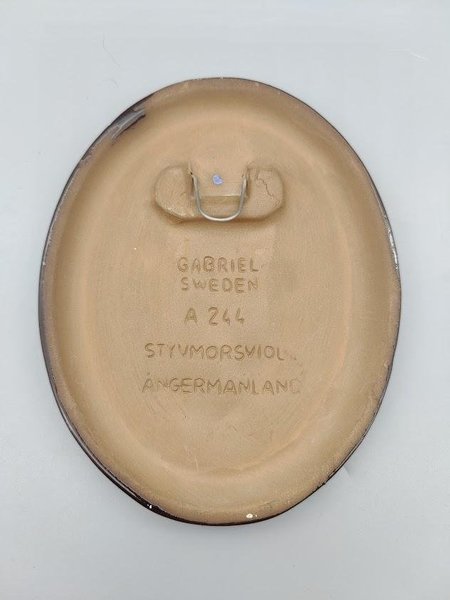 GABRIEL
SWEDEN
A 244
STYVMORSVIOL
ÅNGERMANLAND